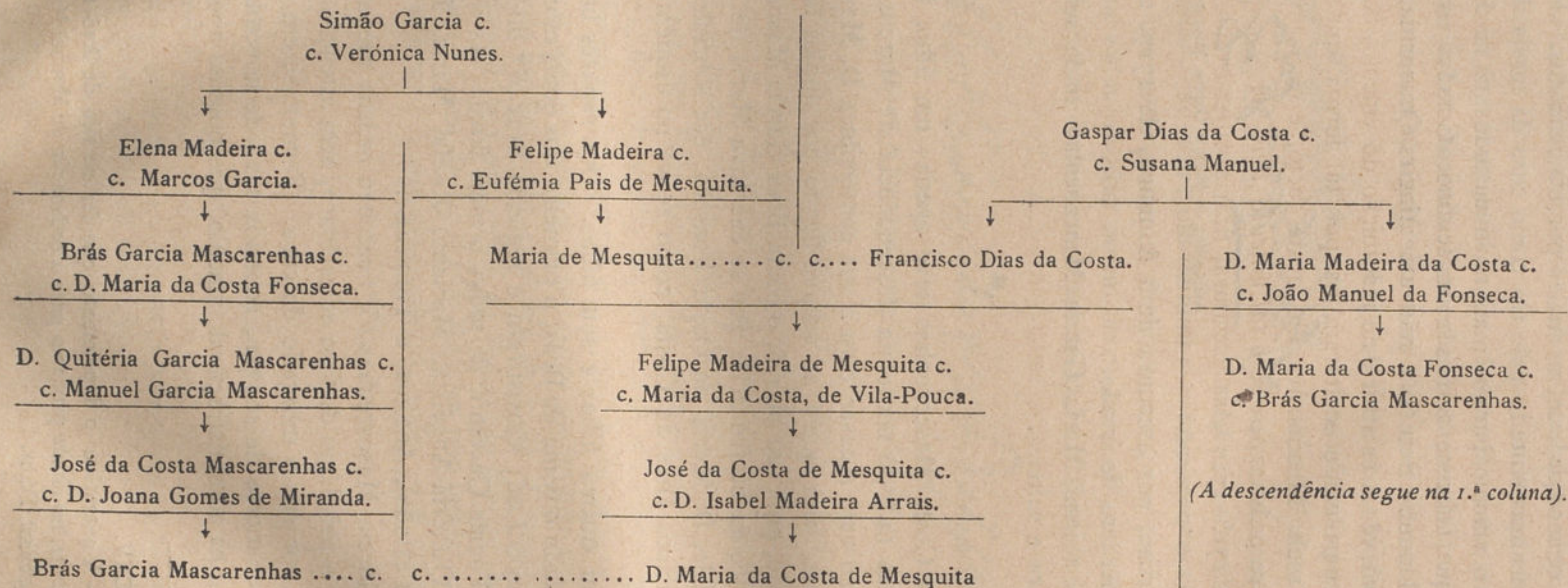 Simão Garcia c.
c. Verónica Nunes.
Elena Madeira c.
c. Marcos Garcia.
Felipe Madeira c.
c. Eufémia Pais de Mesquita.
Gaspar Dias da Costa c.
c. Susana Manuel.
Brás Garcia Mascarenhas c.
c. D. Maria da Costa Fonseca.
Maria de Mesquita....... c. c.... Francisco Dias da Costa.
D. Maria Madeira da Costa c.
c. João Manuel da Fonseca.
D. Quitéria Garcia Mascarenhas c.
c. Manuel Garcia Mascarenhas.
Felipe Madeira de Mesquita c.
c. Maria da Costa, de Vila-Pouca.
D. Maria da Costa Fonseca c.
c. Brás Garcia Mascarenhas.
José da Costa Mascarenhas c.
c. D. Joana Gomes de Miranda.
José da Costa de Mesquita c.
c. D. Isabel Madeira Arrais.
(A descendência segue na 1.ª coluna).
Brás Garcia Mascarenhas .... c. c. ....... ......... D. Maria da Costa de Mesquita